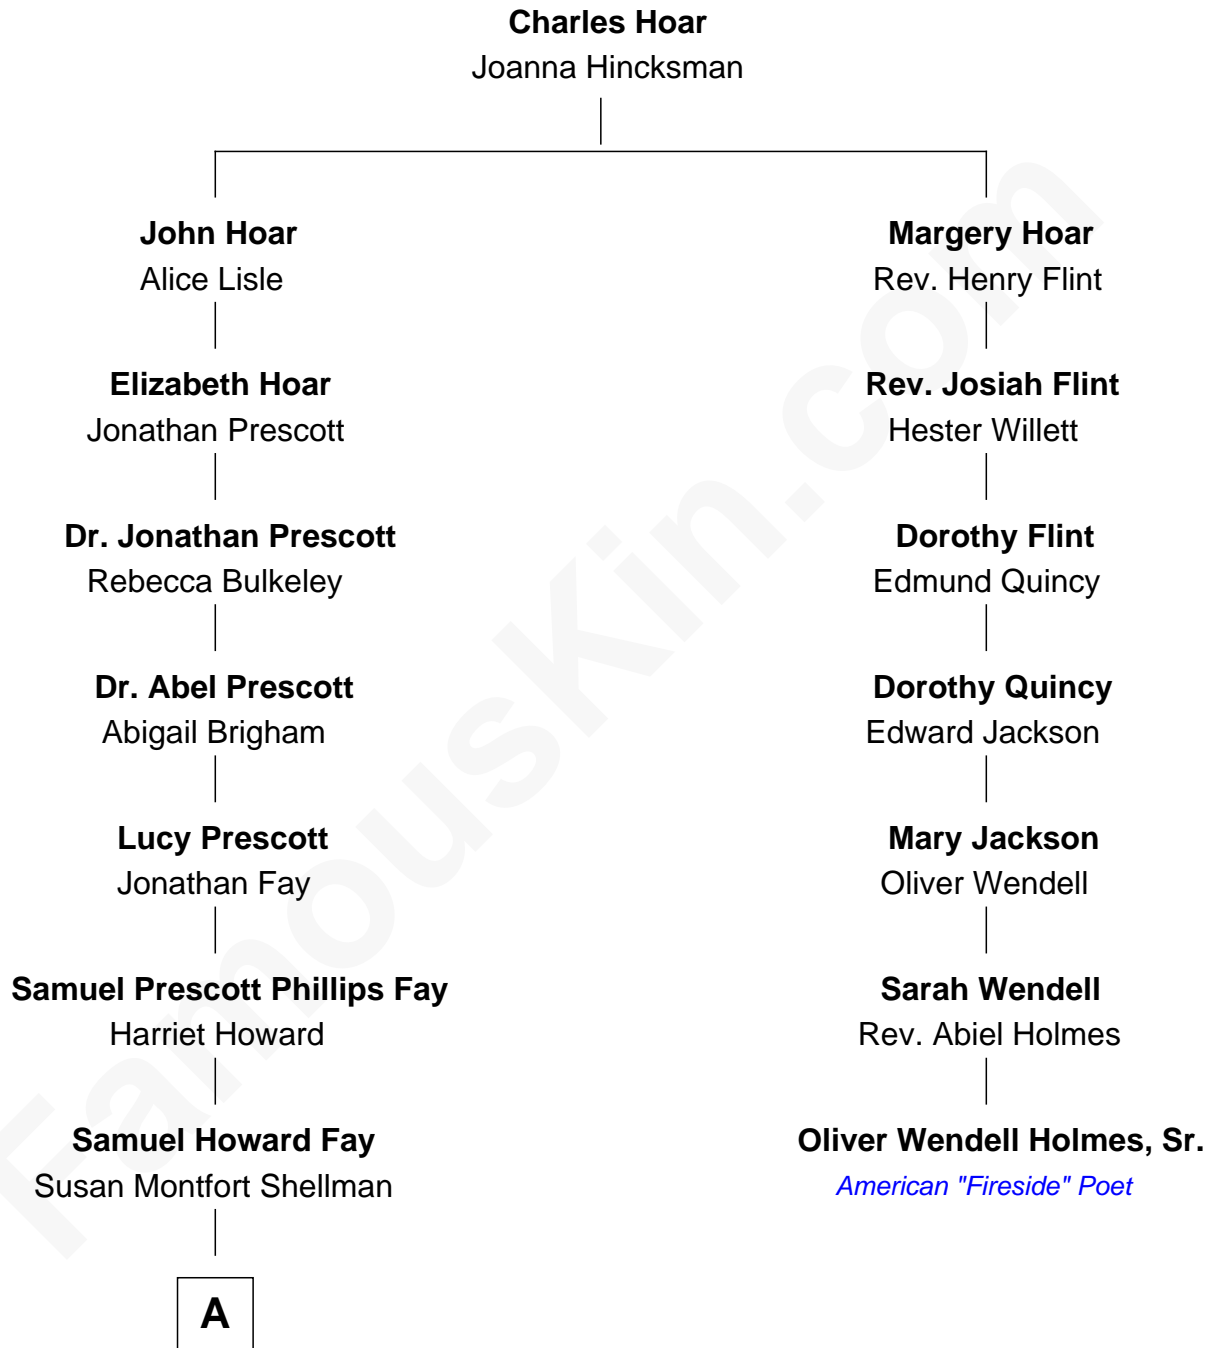 Charles Hoar
Joanna Hincksman
John Hoar
Alice Lisle
Margery Hoar
Rev. Henry Flint
Elizabeth Hoar
Jonathan Prescott
Rev. Josiah Flint
Hester Willett
Dr. Jonathan Prescott
Rebecca Bulkeley
Dorothy Flint
Edmund Quincy
Dr. Abel Prescott
Abigail Brigham
Dorothy Quincy
Edward Jackson
Lucy Prescott
Jonathan Fay
Mary Jackson
Oliver Wendell
Samuel Prescott Phillips Fay
Harriet Howard
Sarah Wendell
Rev. Abiel Holmes
Samuel Howard Fay
Susan Montfort Shellman
Oliver Wendell Holmes, Sr.
American "Fireside" Poet
A
FamousKin.com